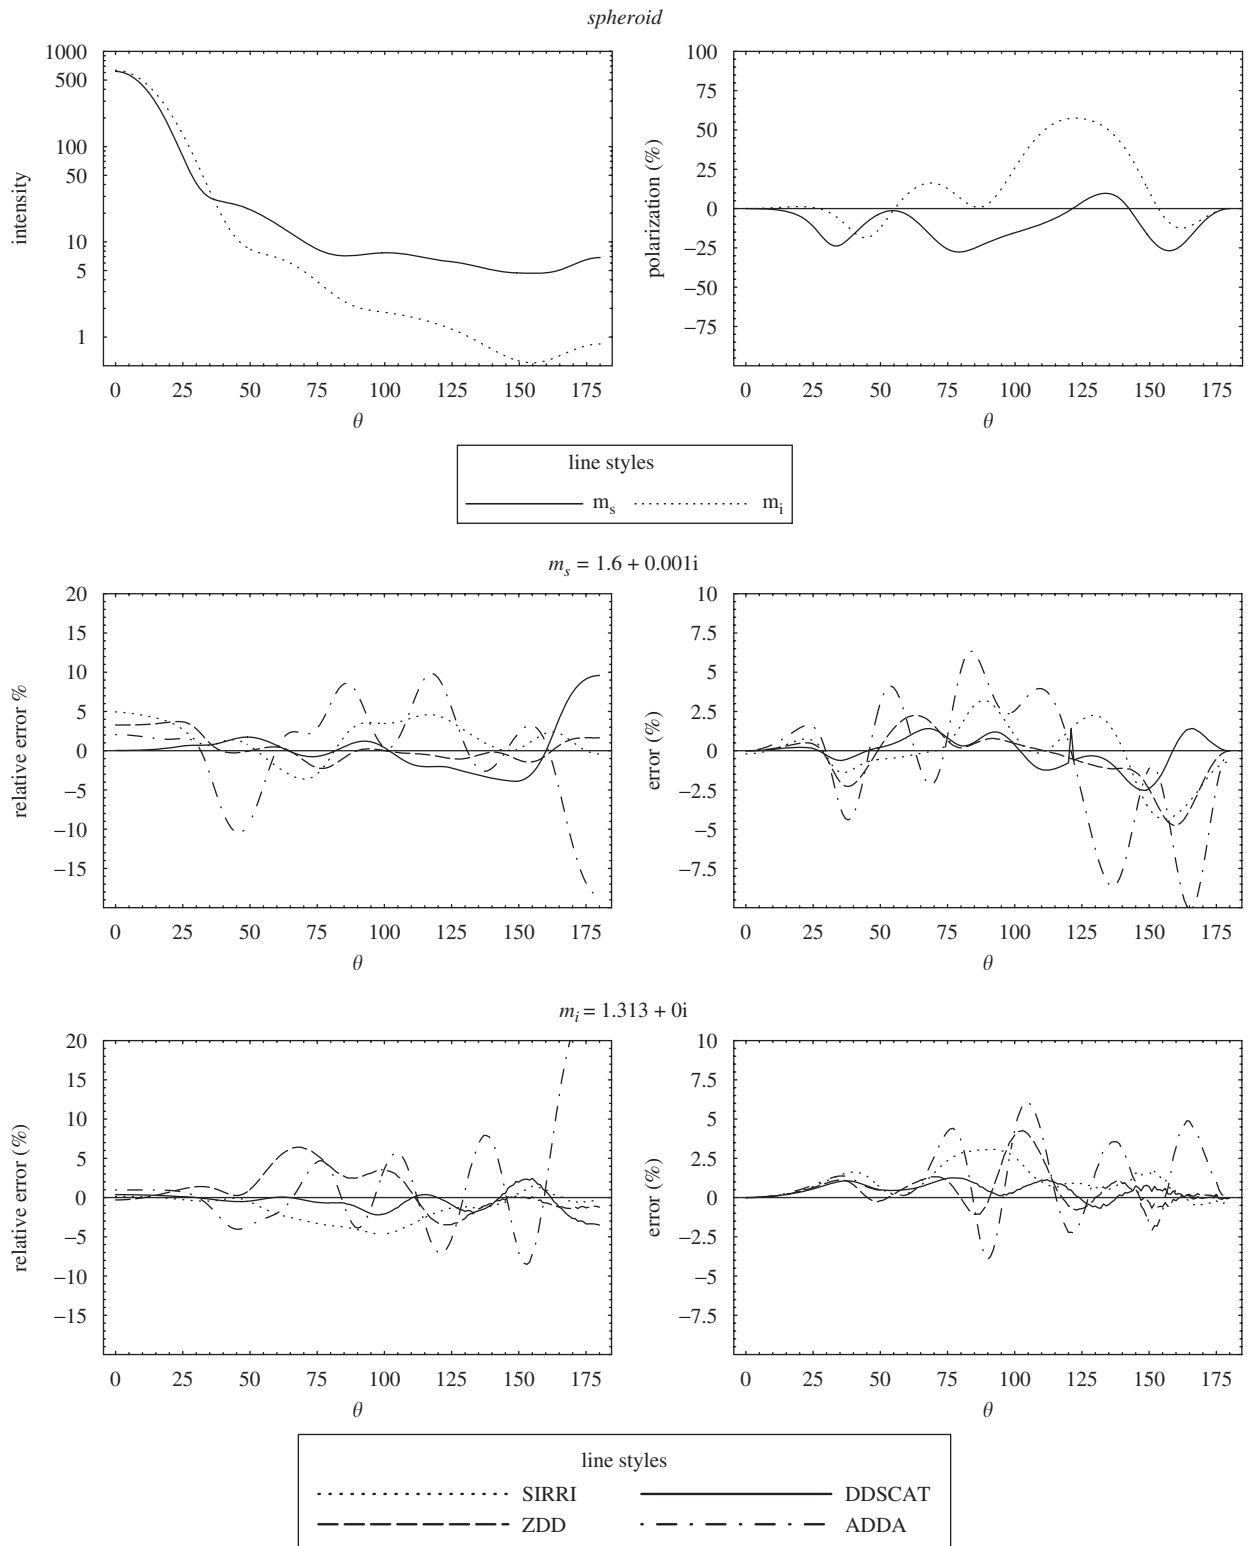 spheroid
1000
500
100
50
10
5
1
intensity
0 25 50 75 100 125 150 175
θ
100
75
50
25
0
−25
−50
−75
polarization (%)
0 25 50 75 100 125 150 175
θ
line styles
m_s m_i
m_s = 1.6 + 0.001i
20
15
10
5
0
−5
−10
−15
relative error %
0 25 50 75 100 125 150 175
θ
10
7.5
5
2.5
0
−2.5
−5
−7.5
error (%)
0 25 50 75 100 125 150 175
θ
m_i = 1.313 + 0i
20
15
10
5
0
−5
−10
−15
relative error (%)
0 25 50 75 100 125 150 175
θ
10
7.5
5
2.5
0
−2.5
−5
−7.5
error (%)
0 25 50 75 100 125 150 175
θ
line styles
SIRRI DDSCAT
ZDD ADDA